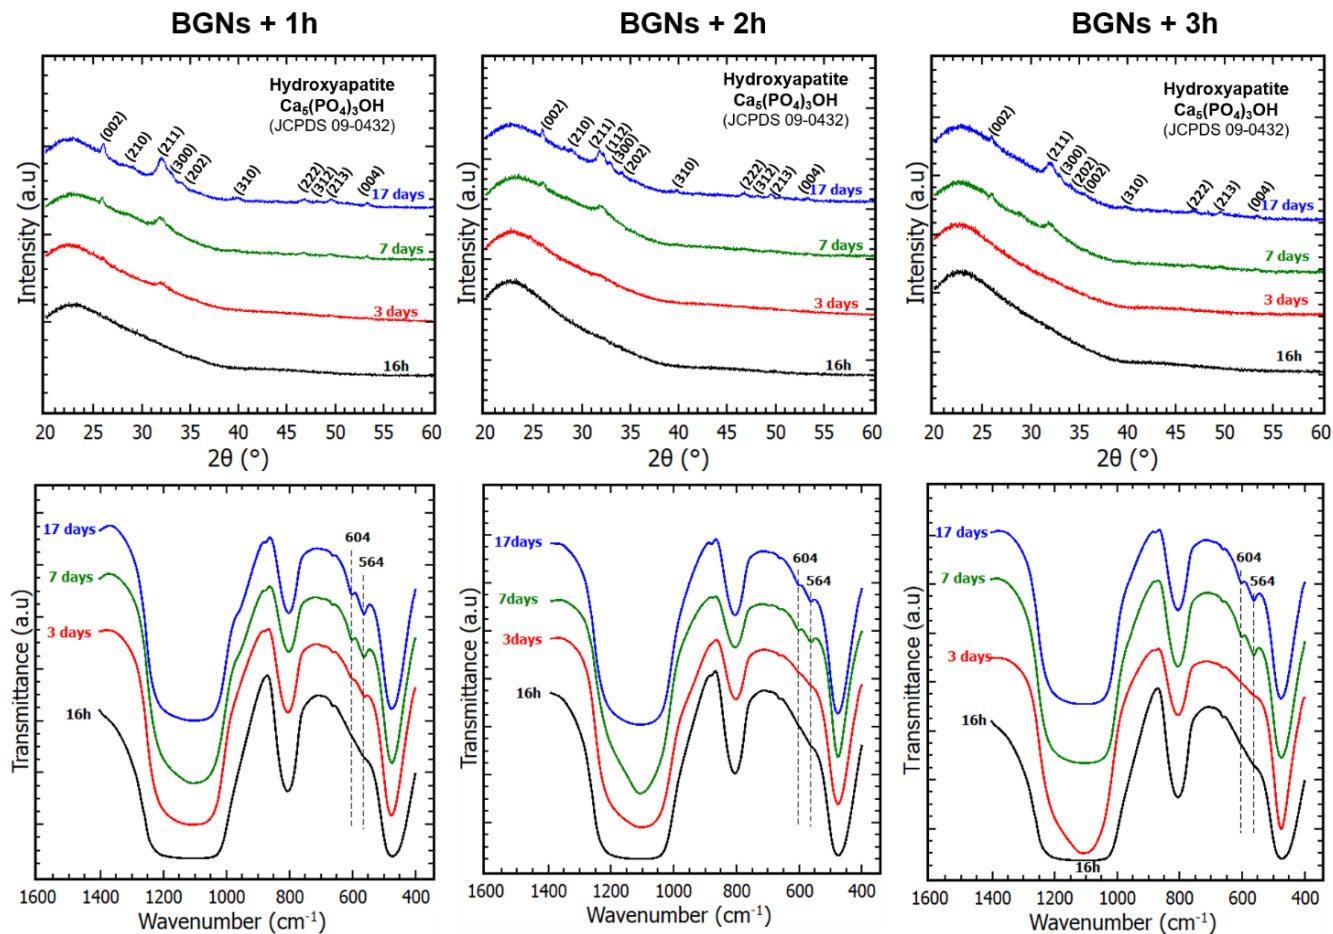 BGNs + 1h
BGNs + 2h
BGNs + 3h
Hydroxyapatite
Ca₅(PO₄)₃OH
(JCPDS 09-0432)
(002)
(210)
(211)
(300)
(202)
(310)
(222)
(312)
(213)
(004)
17 days
7 days
3 days
16h
Intensity (a.u)
20 25 30 35 40 45 50 55 60
2θ (°)
Hydroxyapatite
Ca₅(PO₄)₃OH
(JCPDS 09-0432)
(002)
(210)
(211)
(112)
(300)
(202)
(310)
(222)
(312)
(213)
(004)
17 days
7 days
3 days
16h
Intensity (a.u)
20 25 30 35 40 45 50 55 60
2θ (°)
Hydroxyapatite
Ca₅(PO₄)₃OH
(JCPDS 09-0432)
(002)
(211)
(300)
(202)
(002)
(310)
(222)
(213)
(004)
17 days
7 days
3 days
16h
Intensity (a.u)
20 25 30 35 40 45 50 55 60
2θ (°)
17 days
604
564
7 days
3 days
16h
Transmittance (a.u)
1600 1400 1200 1000 800 600 400
Wavenumber (cm⁻¹)
17days
604
564
7days
3days
16h
Transmittance (a.u)
1600 1400 1200 1000 800 600 400
Wavenumber (cm⁻¹)
17 days
604
564
7 days
3 days
16h
Transmittance (a.u)
1600 1400 1200 1000 800 600 400
Wavenumber (cm⁻¹)